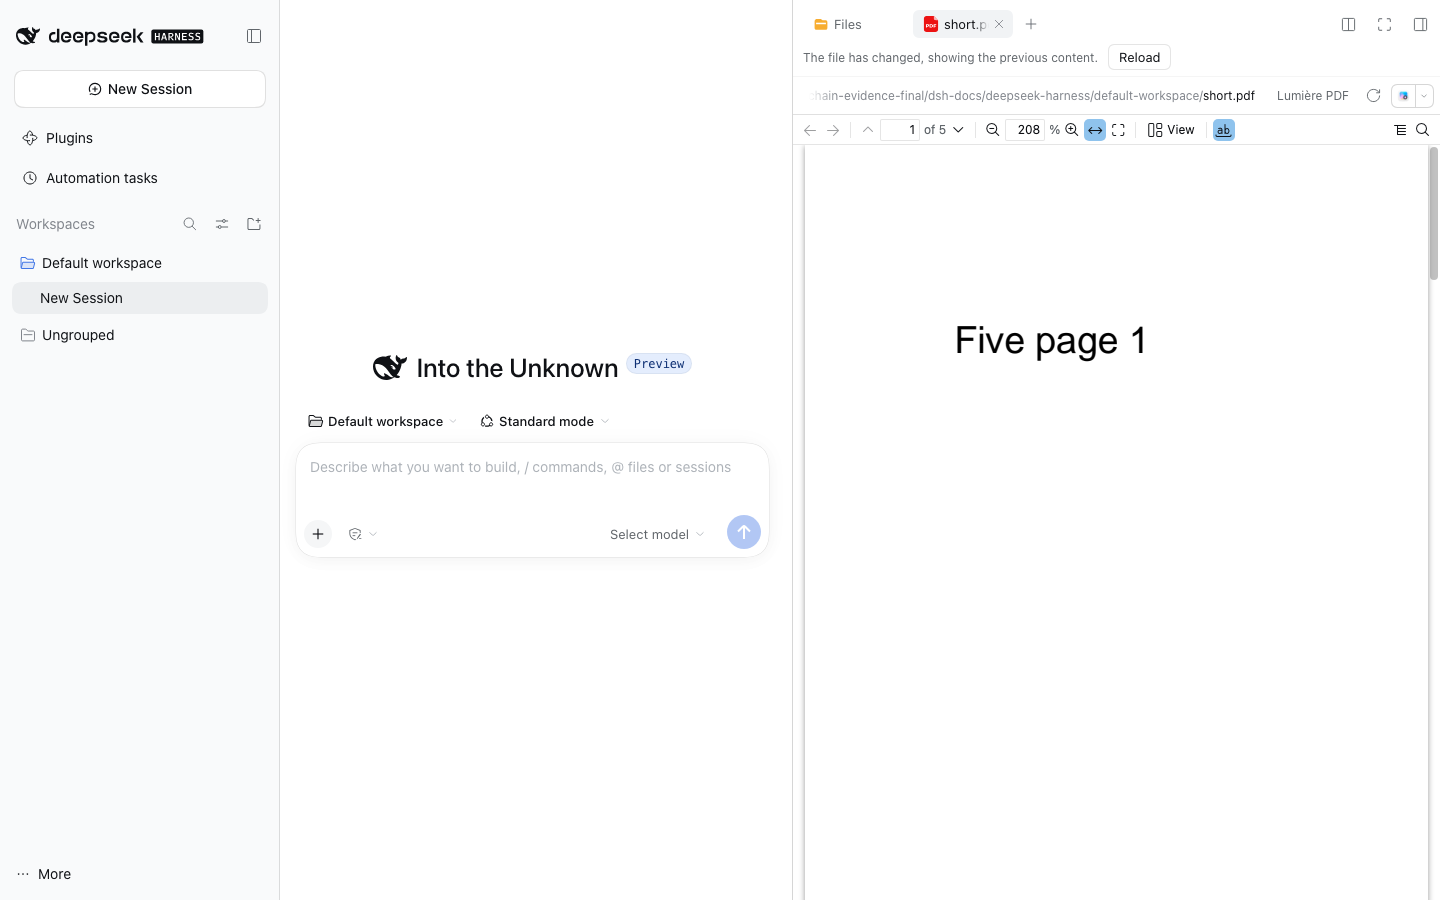 deepseek HARNESS
New Session
Plugins
Automation tasks
Workspaces
Default workspace
New Session
Ungrouped
More
Into the Unknown Preview
Default workspace Standard mode
Describe what you want to build, / commands, @ files or sessions
Select model
Files short.p
The file has changed, showing the previous content. Reload
hain-evidence-final/dsh-docs/deepseek-harness/default-workspace/short.pdf Lumière PDF
1 of 5 208 % View ab
Five page 1